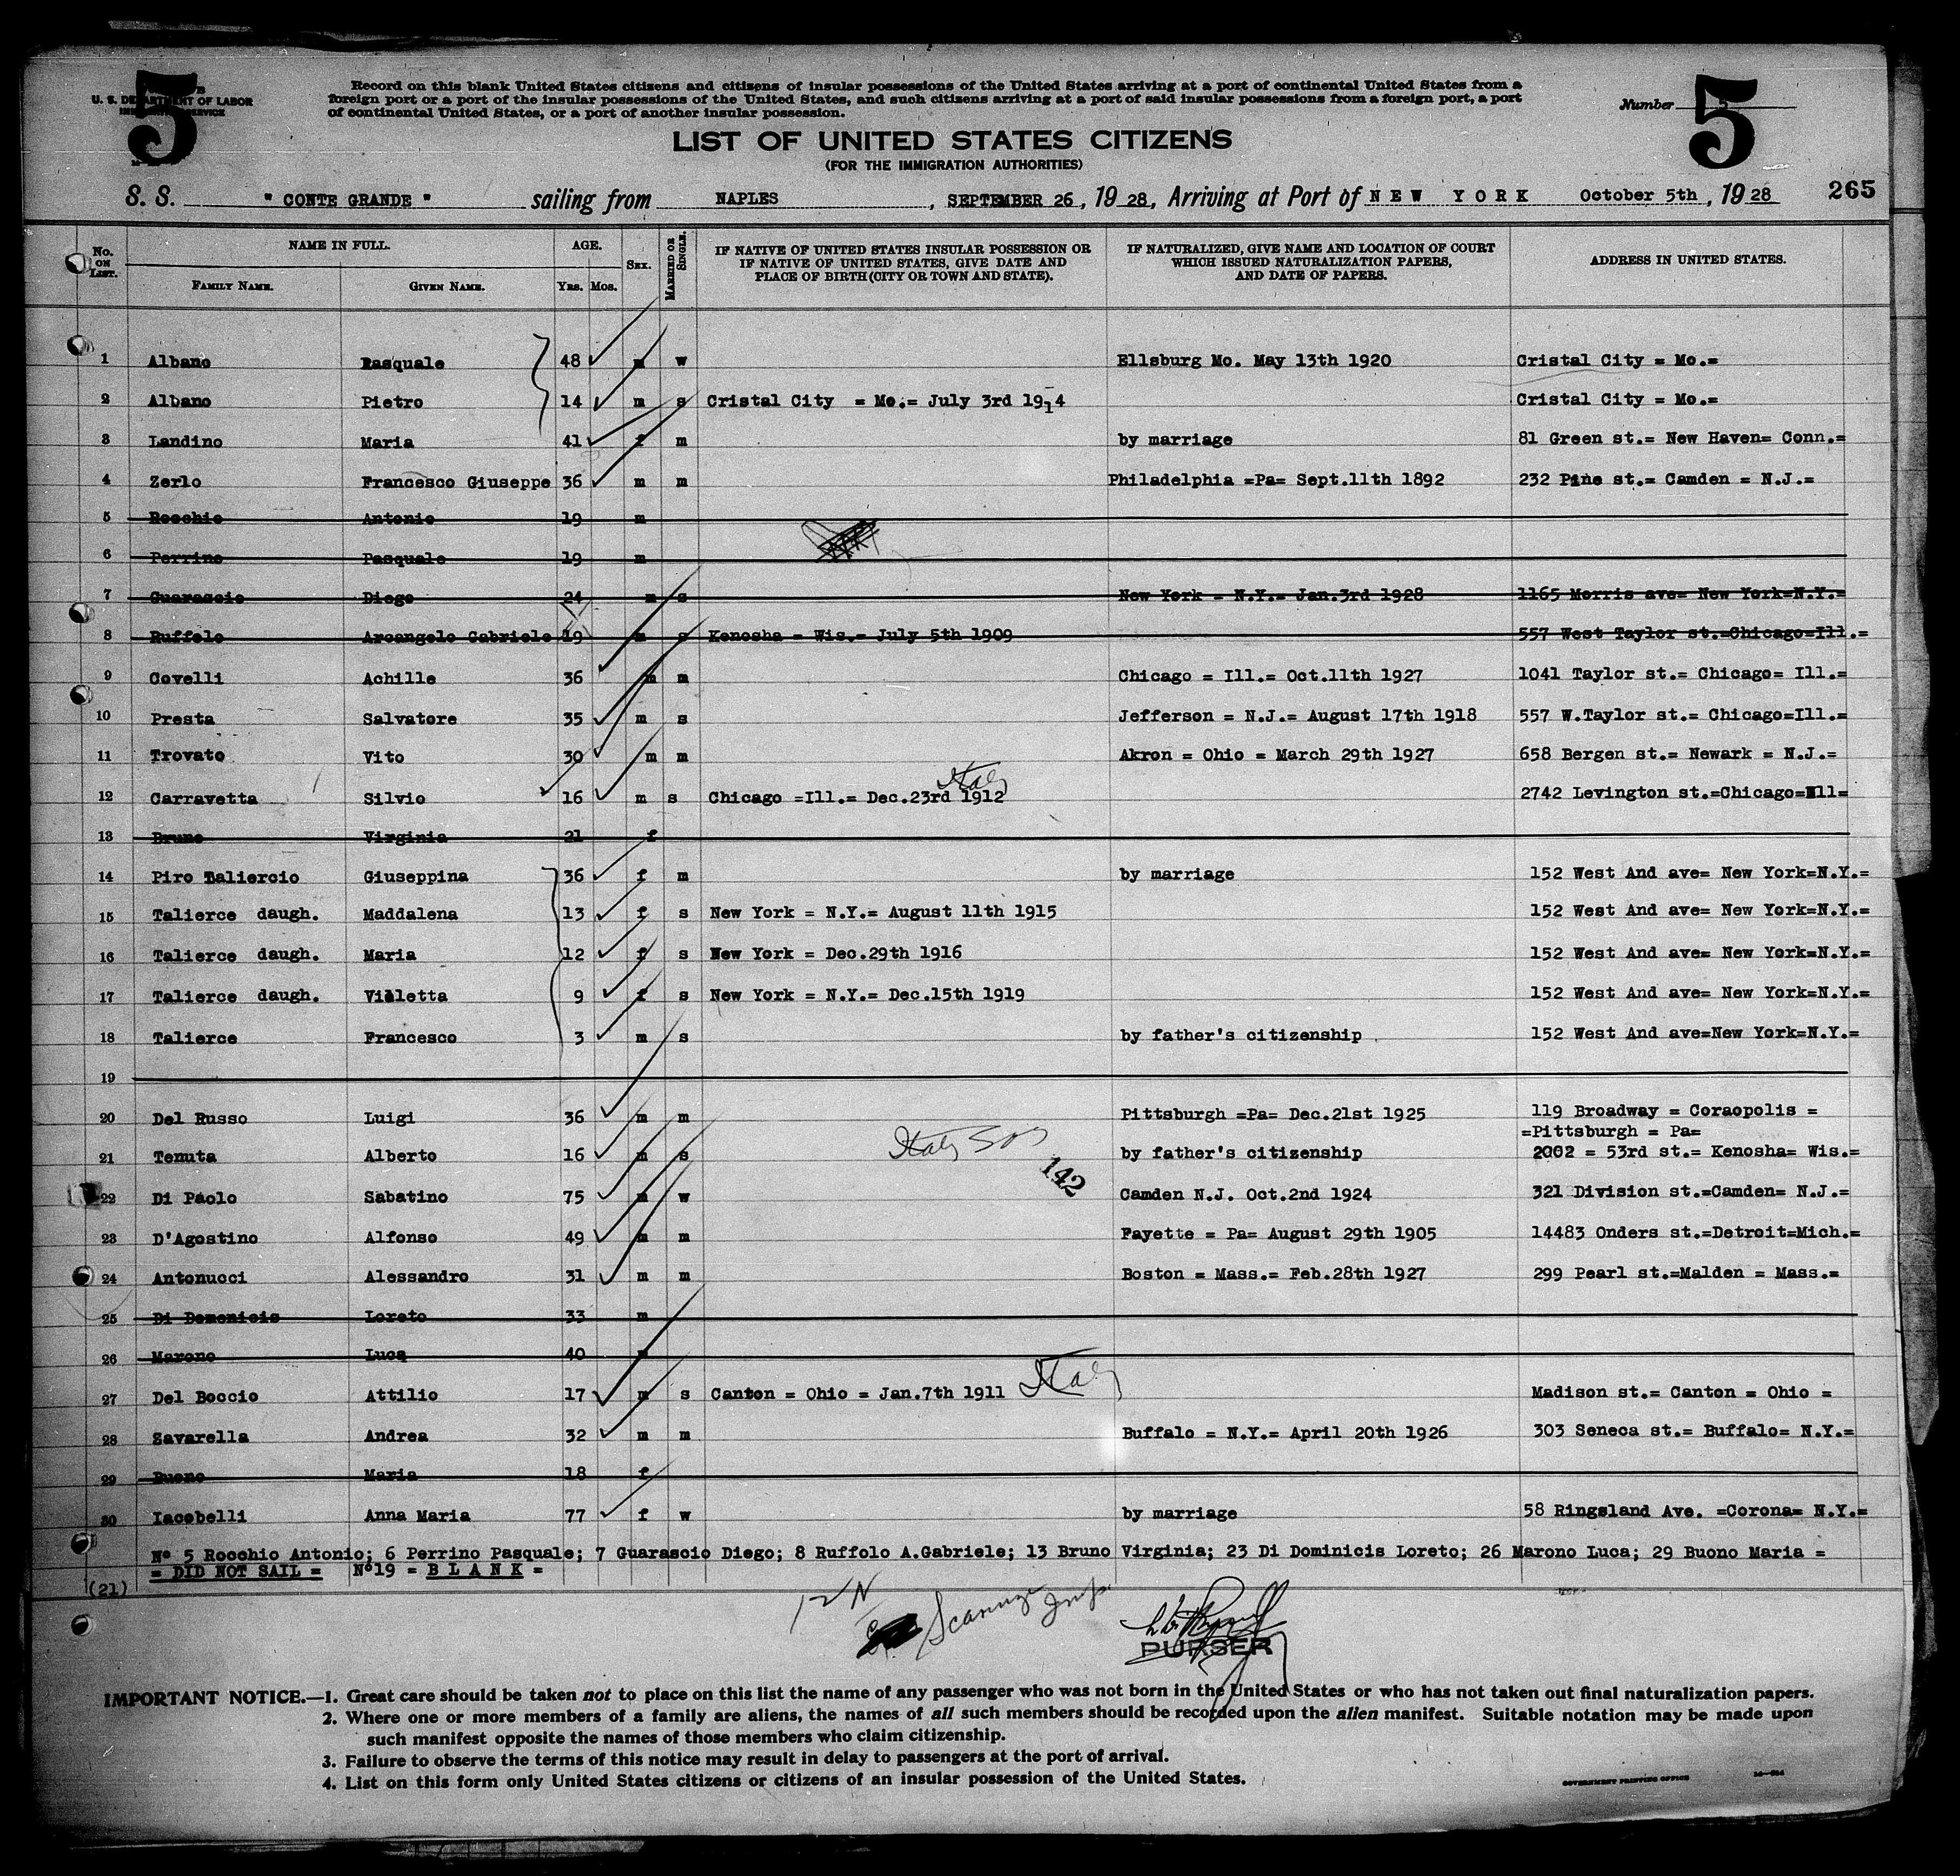 5
U. S. DEPARTMENT OF LABOR
IMMIGRATION SERVICE
Record on this blank United States citizens and citizens of insular possessions of the United States arriving at a port of continental United States from a
foreign port or a port of the insular possessions of the United States, and such citizens arriving at a port of said insular possessions from a foreign port, a port
of continental United States, or a port of another insular possession.
Number 5
5
LIST OF UNITED STATES CITIZENS
(FOR THE IMMIGRATION AUTHORITIES)
S. S. " CONTE GRANDE " sailing from NAPLES , SEPTEMBER 26, 19 28, Arriving at Port of NEW YORK October 5th, 19 28 265
No. ON LIST. NAME IN FULL. FAMILY NAME. GIVEN NAME. AGE. YRS. MOS. SEX. MARRIED OR SINGLE. IF NATIVE OF UNITED STATES INSULAR POSSESSION OR IF NATIVE OF UNITED STATES, GIVE DATE AND PLACE OF BIRTH (CITY OR TOWN AND STATE). IF NATURALIZED, GIVE NAME AND LOCATION OF COURT WHICH ISSUED NATURALIZATION PAPERS, AND DATE OF PAPERS. ADDRESS IN UNITED STATES.
1 Albano Pasquale 48 m w Ellsburg Mo. May 13th 1920 Cristal City = Mo.=
2 Albano Pietro 14 m s Cristal City = Mo.= July 3rd 1914 Cristal City = Mo.=
3 Landino Maria 41 f m by marriage 81 Green st.= New Haven= Conn.=
4 Zerlo Francesco Giuseppe 36 m m Philadelphia =Pa= Sept.11th 1892 232 Pine st.= Camden = N.J.=
5 Rocchio Antonio 19 m
6 Perrino Pasquale 19 m
7 Guarascio Diego 24 m s New York = N.Y.= Jan.3rd 1928 1165 Morris ave= New York=N.Y.=
8 Ruffolo Arcangelo Gabriele 19 m s Kenosha = Wis.= July 5th 1909 557 West Taylor st.=Chicago=Ill.=
9 Covelli Achille 36 m m Chicago = Ill.= Oct.11th 1927 1041 Taylor st.= Chicago= Ill.=
10 Presta Salvatore 35 m s Jefferson = N.J.= August 17th 1918 557 W.Taylor st.= Chicago=Ill.=
11 Trovato Vito 30 m m Akron = Ohio = March 29th 1927 658 Bergen st.= Newark = N.J.=
Italy
12 Carravetta Silvio 16 m s Chicago =Ill.= Dec.23rd 1912 2742 Levington st.=Chicago=Ill=
13 Bruno Virginia 21 f
14 Piro Taliercio Giuseppina 36 f m by marriage 152 West And ave= New York=N.Y.=
15 Talierce daugh. Maddalena 13 f s New York = N.Y.= August 11th 1915 152 West And ave= New York=N.Y.=
16 Talierce daugh. Maria 12 f s New York = Dec.29th 1916 152 West And ave= New York=N.Y.=
17 Talierce daugh. Violetta 9 f s New York = N.Y.= Dec.15th 1919 152 West And ave= New York=N.Y.=
18 Talierce Francesco 3 m s by father's citizenship 152 West And ave=New York=N.Y.=
19
20 Del Russo Luigi 36 m m Pittsburgh =Pa= Dec.21st 1925 119 Broadway = Coraopolis =
=Pittsburgh = Pa=
21 Tenuta Alberto 16 m s Italy by father's citizenship 2002 = 53rd st.= Kenosha= Wis.=
142
22 Di Paolo Sabatino 75 m w Camden N.J. Oct.2nd 1924 321 Division st.=Camden= N.J.=
23 D'Agostino Alfonso 49 m m Fayette = Pa= August 29th 1905 14483 Onders st.=Detroit=Mich.=
24 Antonucci Alessandro 31 m m Boston = Mass.= Feb.28th 1927 299 Pearl st.=Malden = Mass.=
25 Di Domenicis Loreto 33 m
26 Marono Luca 40 m
27 Del Boccio Attilio 17 m s Canton = Ohio = Jan.7th 1911 Italy Madison st.= Canton = Ohio =
28 Zavarella Andrea 32 m m Buffalo = N.Y.= April 20th 1926 303 Seneca st.= Buffalo= N.Y.=
29 Buono Maria 18 f
30 Iacobelli Anna Maria 77 f w by marriage 58 Ringsland Ave. =Corona= N.Y.=
Nº 5 Rocchio Antonio; 6 Perrino Pasquale; 7 Guarascio Diego; 8 Ruffolo A.Gabriele; 13 Bruno Virginia; 23 Di Dominicis Loreto; 26 Marono Luca; 29 Buono Maria =
= DID NOT SAIL = Nº19 = B L A N K =
(21)
Insp.
PURSER
IMPORTANT NOTICE.—1. Great care should be taken not to place on this list the name of any passenger who was not born in the United States or who has not taken out final naturalization papers.
2. Where one or more members of a family are aliens, the names of all such members should be recorded upon the alien manifest. Suitable notation may be made upon
such manifest opposite the names of those members who claim citizenship.
3. Failure to observe the terms of this notice may result in delay to passengers at the port of arrival.
4. List on this form only United States citizens or citizens of an insular possession of the United States.
GOVERNMENT PRINTING OFFICE